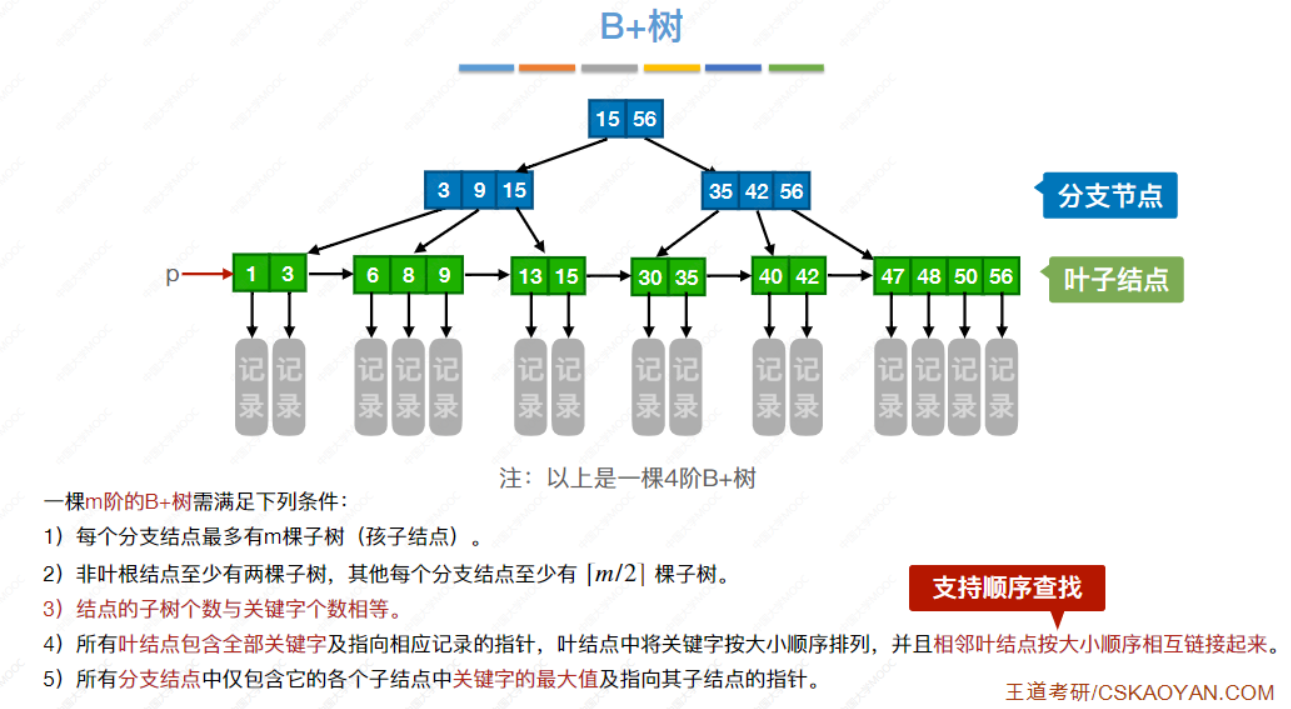 B+树
15 56
3 9 15
35 42 56
分支节点
p
1 3
6 8 9
13 15
30 35
40 42
47 48 50 56
叶子结点
记录 记录 记录 记录 记录 记录 记录 记录 记录 记录 记录 记录 记录 记录 记录
注：以上是一棵4阶B+树
一棵m阶的B+树需满足下列条件：
1）每个分支结点最多有m棵子树（孩子结点）。
2）非叶根结点至少有两棵子树，其他每个分支结点至少有 ⌈m/2⌉ 棵子树。
3）结点的子树个数与关键字个数相等。
支持顺序查找
4）所有叶结点包含全部关键字及指向相应记录的指针，叶结点中将关键字按大小顺序排列，并且相邻叶结点按大小顺序相互链接起来。
5）所有分支结点中仅包含它的各个子结点中关键字的最大值及指向其子结点的指针。
王道考研/CSKAOYAN.COM